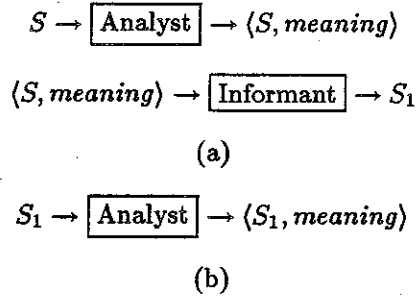 S → Analyst → ⟨S, meaning⟩
⟨S, meaning⟩ → Informant → S₁
(a)
S₁ → Analyst → ⟨S₁, meaning⟩
(b)